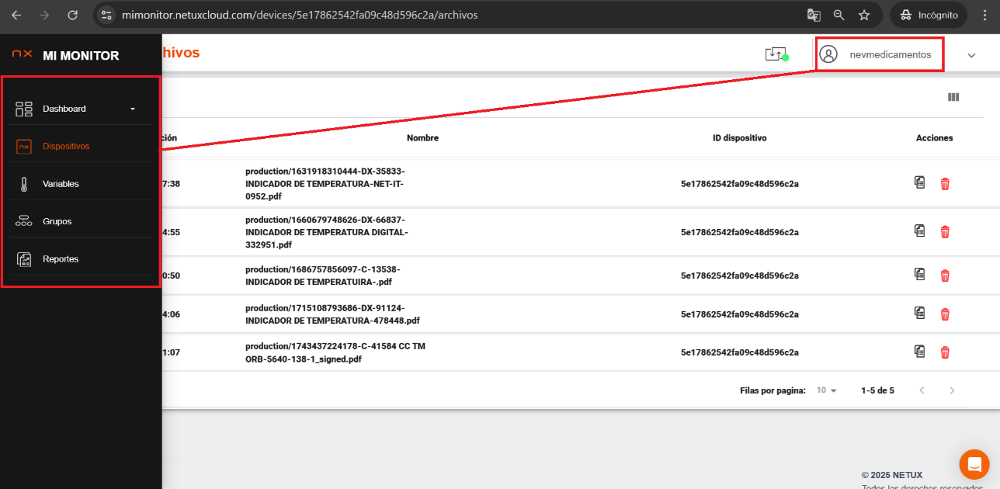 mimonitor.netuxcloud.com/devices/5e17862542fa09c48d596c2a/archivos
Incógnito
nx MI MONITOR
hivos
nevmedicamentos
Dashboard
Dispositivos
Variables
Grupos
Reportes
ción Nombre ID dispositivo Acciones
7:38
production/1631918310444-DX-35833-
INDICADOR DE TEMPERATURA-NET-IT-
0952.pdf
5e17862542fa09c48d596c2a
4:55
production/1660679748626-DX-66837-
INDICADOR DE TEMPERATURA DIGITAL-
332951.pdf
5e17862542fa09c48d596c2a
0:50
production/1686757856097-C-13538-
INDICADOR DE TEMPERATUIRA-.pdf
5e17862542fa09c48d596c2a
4:06
production/1715108793686-DX-91124-
INDICADOR DE TEMPERATURA-478448.pdf
5e17862542fa09c48d596c2a
1:07
production/1743437224178-C-41584 CC TM
ORB-5640-138-1_signed.pdf
5e17862542fa09c48d596c2a
Filas por pagina: 10 1-5 de 5
© 2025 NETUX
Todos los derechos reservados